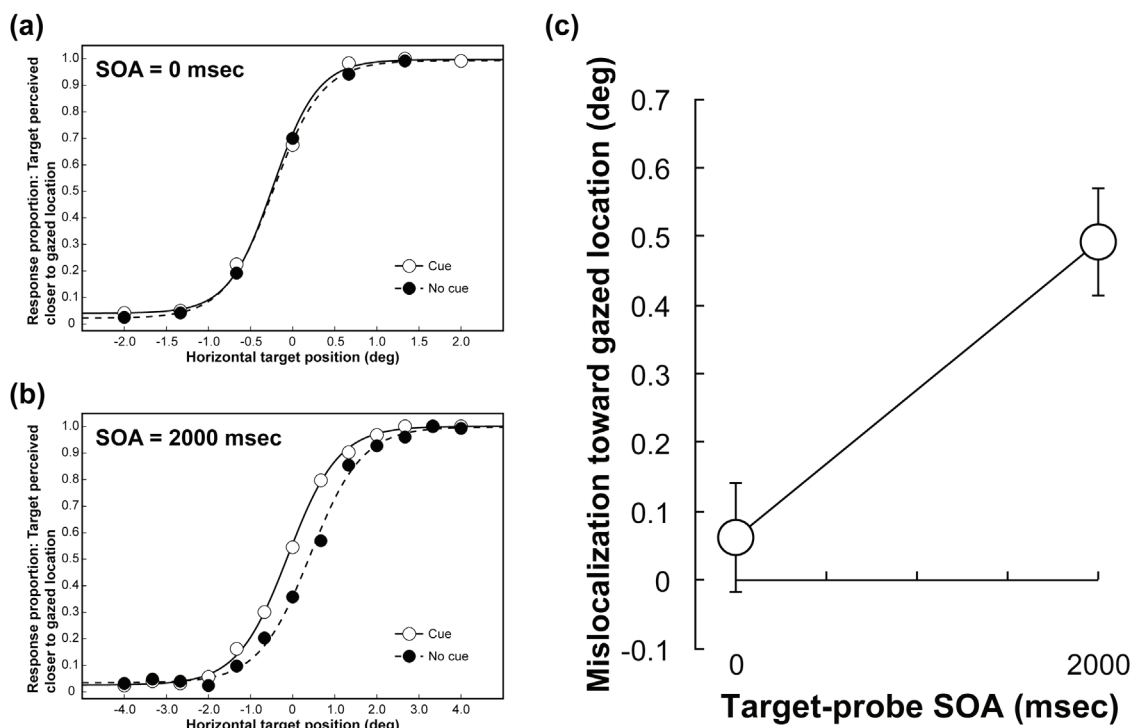 (a)
SOA = 0 msec
Response proportion: Target perceived
closer to gazed location
1.0
0.9
0.8
0.7
0.6
0.5
0.4
0.3
0.2
0.1
0
Cue
No cue
-2.0 -1.5 -1.0 -0.5 0 0.5 1.0 1.5 2.0
Horizontal target position (deg)
(b)
SOA = 2000 msec
Response proportion: Target perceived
closer to gazed location
1.0
0.9
0.8
0.7
0.6
0.5
0.4
0.3
0.2
0.1
0
Cue
No cue
-4.0 -3.0 -2.0 -1.0 0 1.0 2.0 3.0 4.0
Horizontal target position (deg)
(c)
Mislocalization toward gazed location (deg)
0.7
0.6
0.5
0.4
0.3
0.2
0.1
0
-0.1
0 2000
Target-probe SOA (msec)